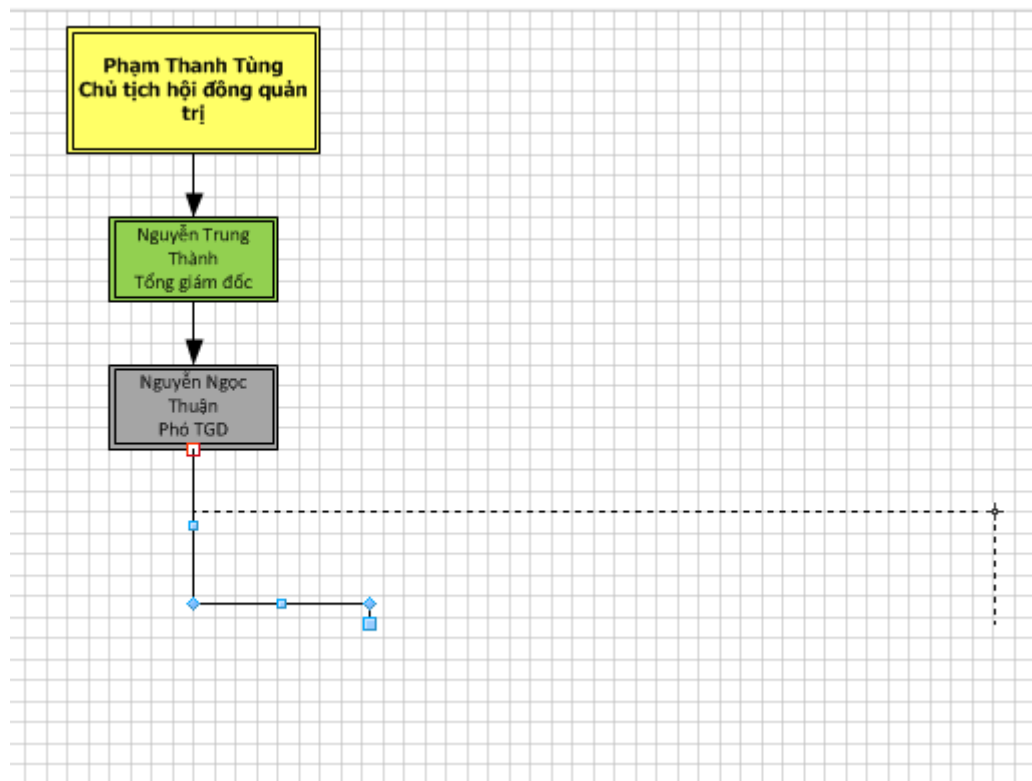 Phạm Thanh Tùng
Chủ tịch hội đông quản
trị
Nguyễn Trung
Thành
Tổng giám đốc
Nguyễn Ngọc
Thuận
Phó TGD